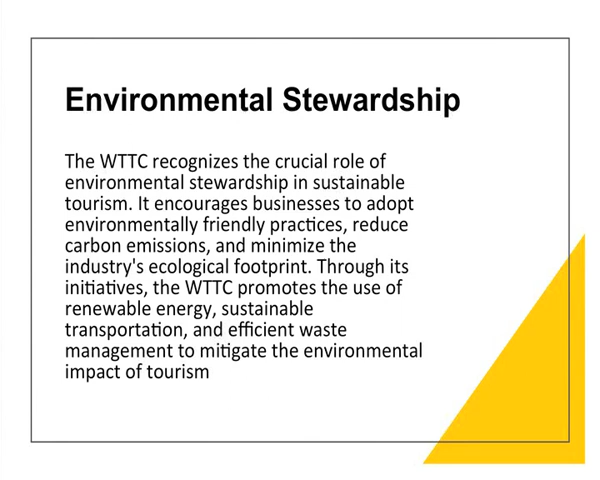 Environmental Stewardship
The WTTC recognizes the crucial role of
environmental stewardship in sustainable
tourism. It encourages businesses to adopt
environmentally friendly practices, reduce
carbon emissions, and minimize the
industry's ecological footprint. Through its
initiatives, the WTTC promotes the use of
renewable energy, sustainable
transportation, and efficient waste
management to mitigate the environmental
impact of tourism